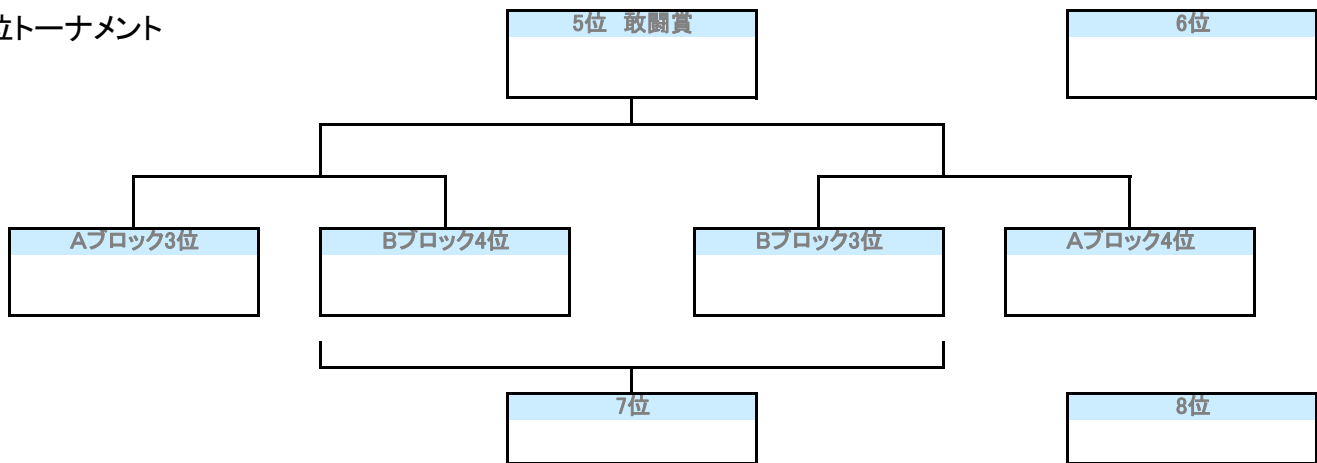 位トーナメント
5位　敢闘賞
6位
Aブロック3位
Bブロック4位
Bブロック3位
Aブロック4位
7位
8位